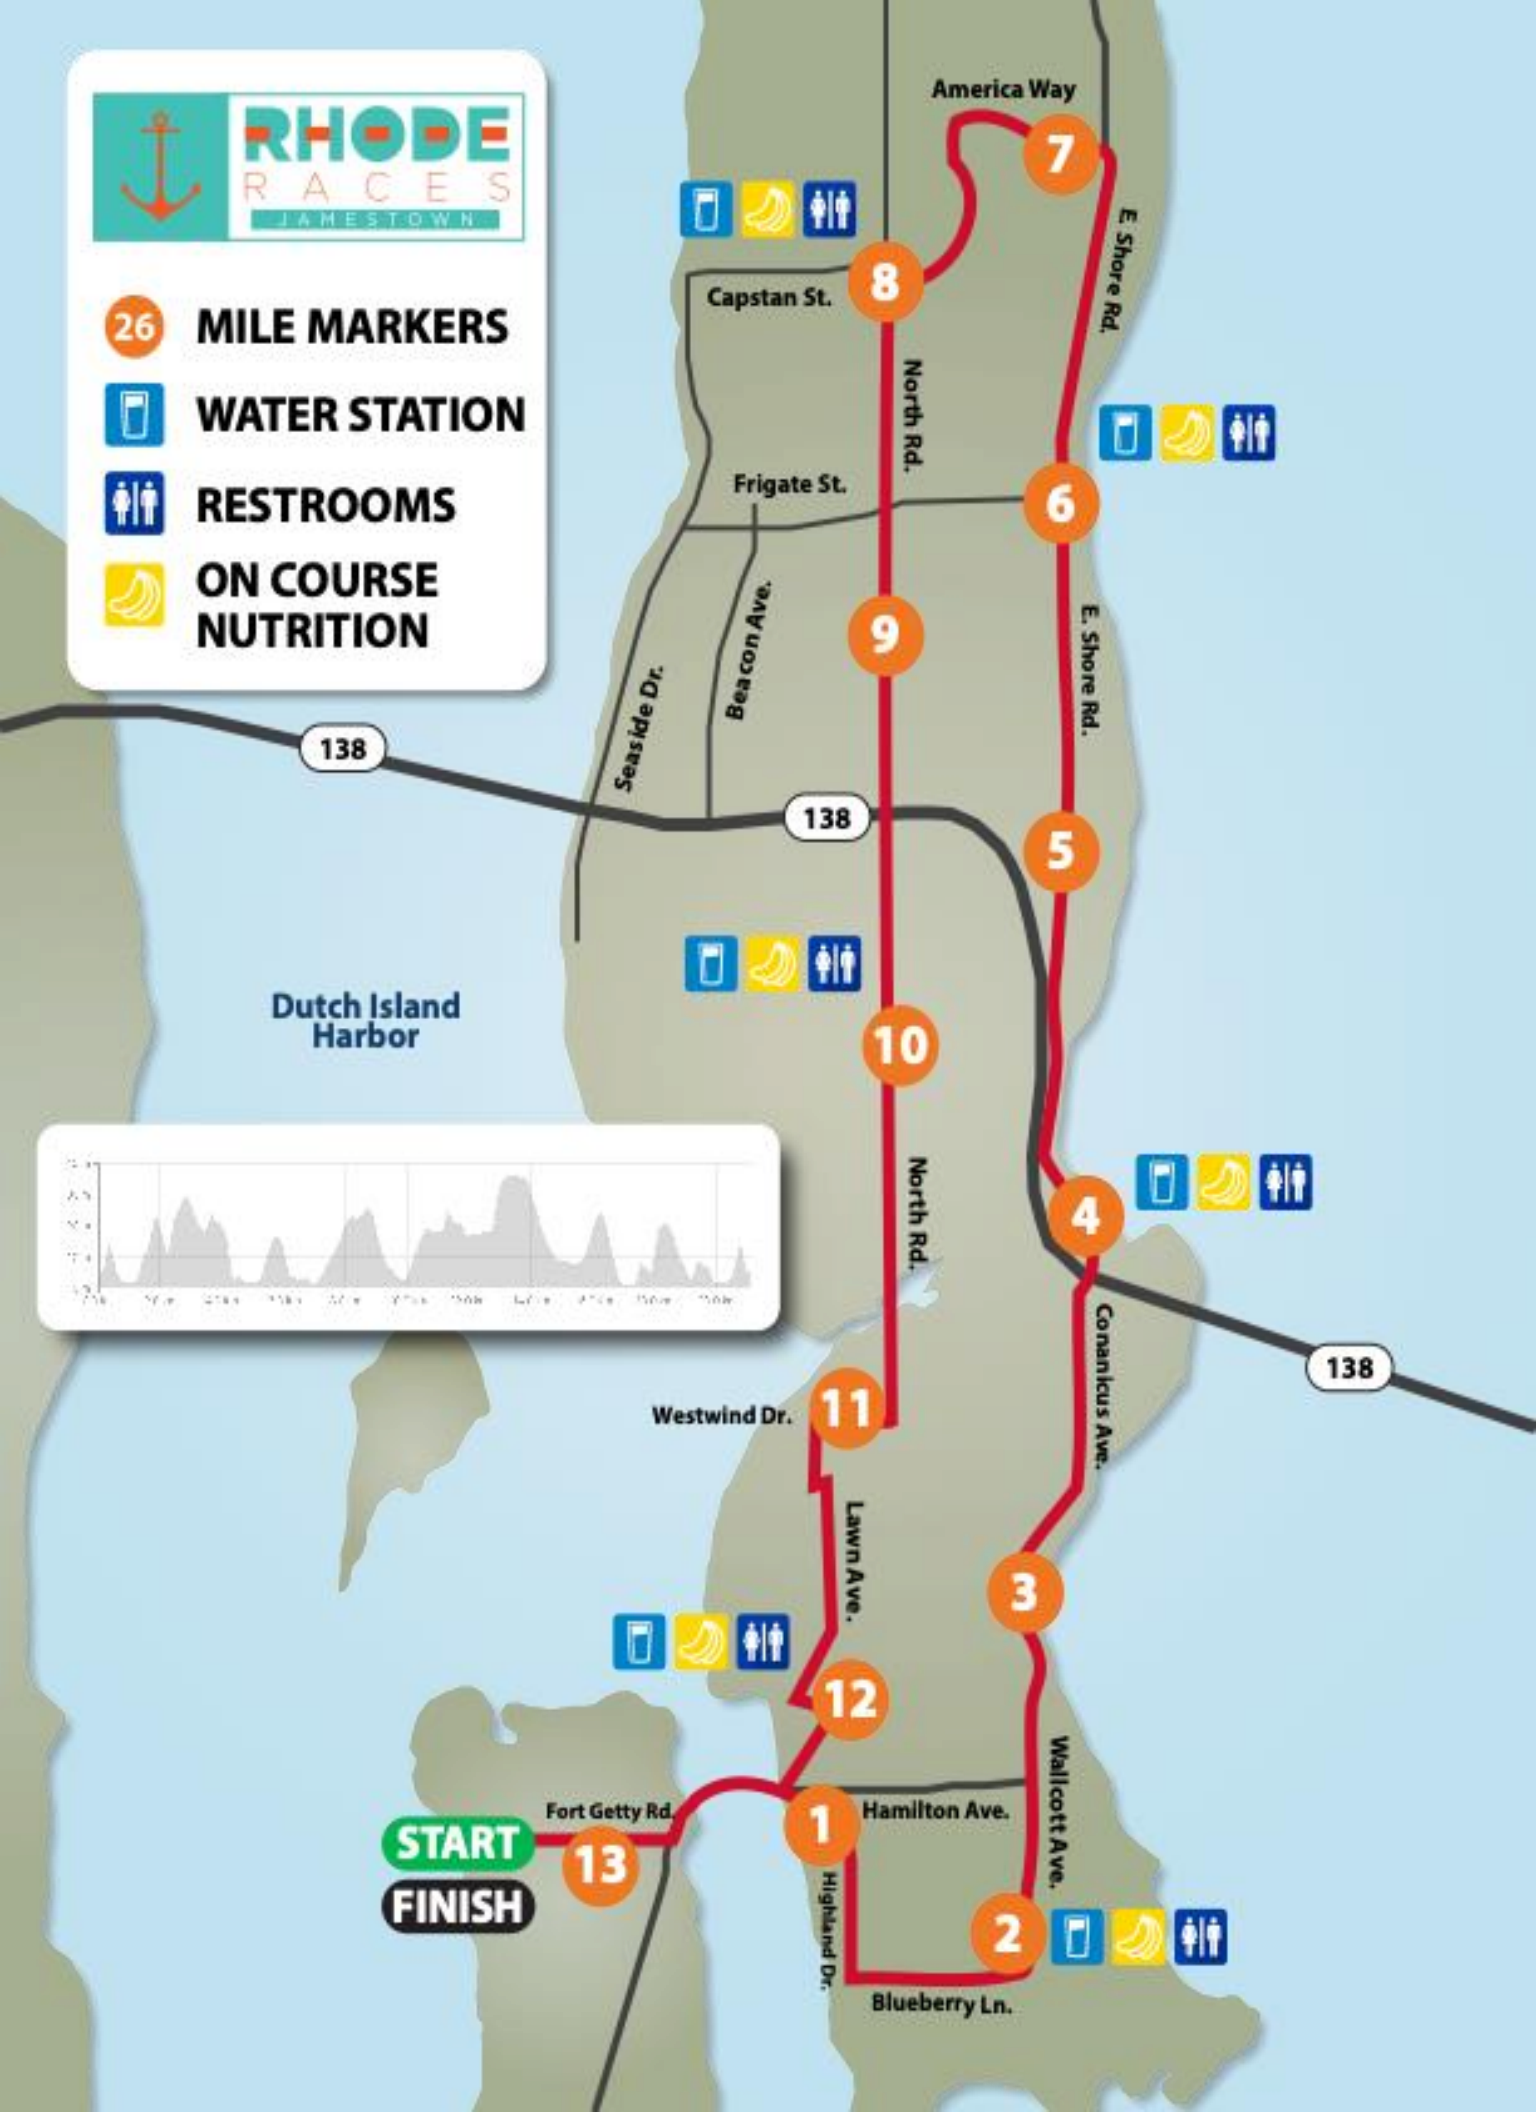 RHODE
RACES
JAMESTOWN
26 MILE MARKERS
WATER STATION
RESTROOMS
ON COURSE
NUTRITION
America Way
7
E. Shore Rd.
8
Capstan St.
North Rd.
Frigate St.
6
9
E. Shore Rd.
Beacon Ave.
Seaside Dr.
138
138
5
Dutch Island
Harbor
10
4
North Rd.
Conanicus Ave.
138
Westwind Dr.
11
Lawn Ave.
3
12
Wallcott Ave.
Fort Getty Rd.
1
Hamilton Ave.
START
13
FINISH
Highland Dr.
2
Blueberry Ln.